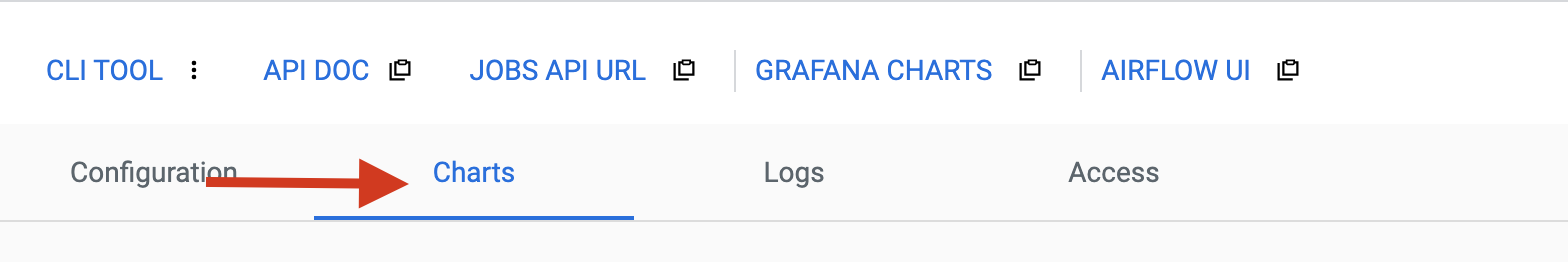 CLI TOOL API DOC JOBS API URL GRAFANA CHARTS AIRFLOW UI
Configuration Charts Logs Access